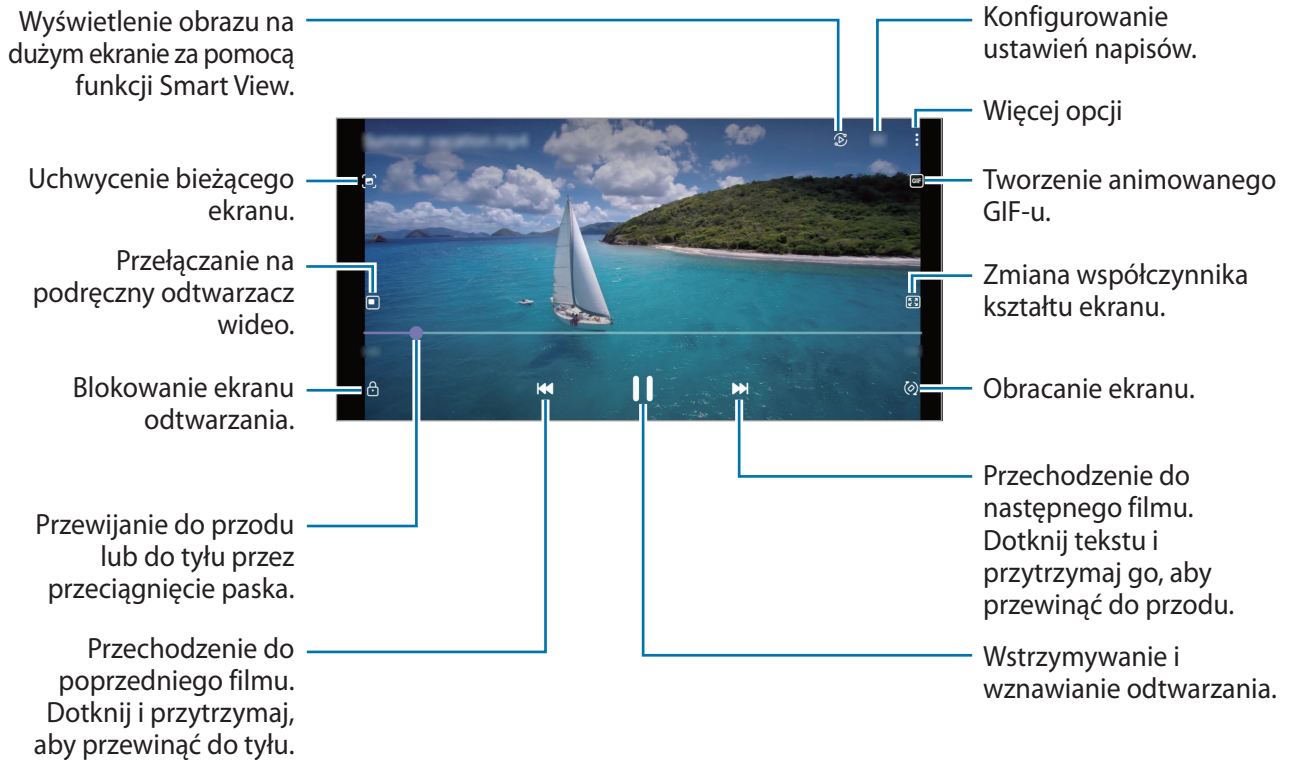 Wyświetlenie obrazu na
dużym ekranie za pomocą
funkcji Smart View.
Konfigurowanie
ustawień napisów.
Więcej opcji
Uchwycenie bieżącego
ekranu.
GIF
Tworzenie animowanego
GIF-u.
Przełączanie na
podręczny odtwarzacz
wideo.
Zmiana współczynnika
kształtu ekranu.
Blokowanie ekranu
odtwarzania.
Obracanie ekranu.
Przewijanie do przodu
lub do tyłu przez
przeciągnięcie paska.
Przechodzenie do
następnego filmu.
Dotknij tekstu i
przytrzymaj go, aby
przewinąć do przodu.
Przechodzenie do
poprzedniego filmu.
Dotknij i przytrzymaj,
aby przewinąć do tyłu.
Wstrzymywanie i
wznawianie odtwarzania.